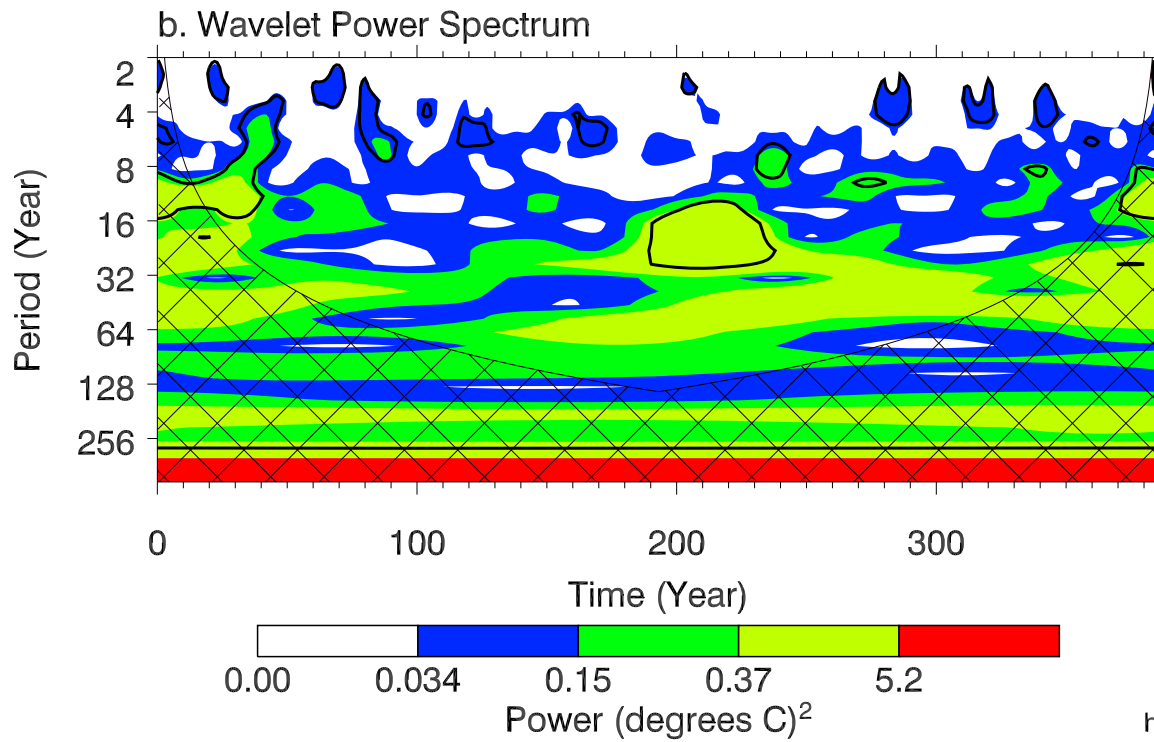 b. Wavelet Power Spectrum
2
4
8
16
32
64
128
256
Period (Year)
0 100 200 300
Time (Year)
0.00 0.034 0.15 0.37 5.2
Power (degrees C)²
h